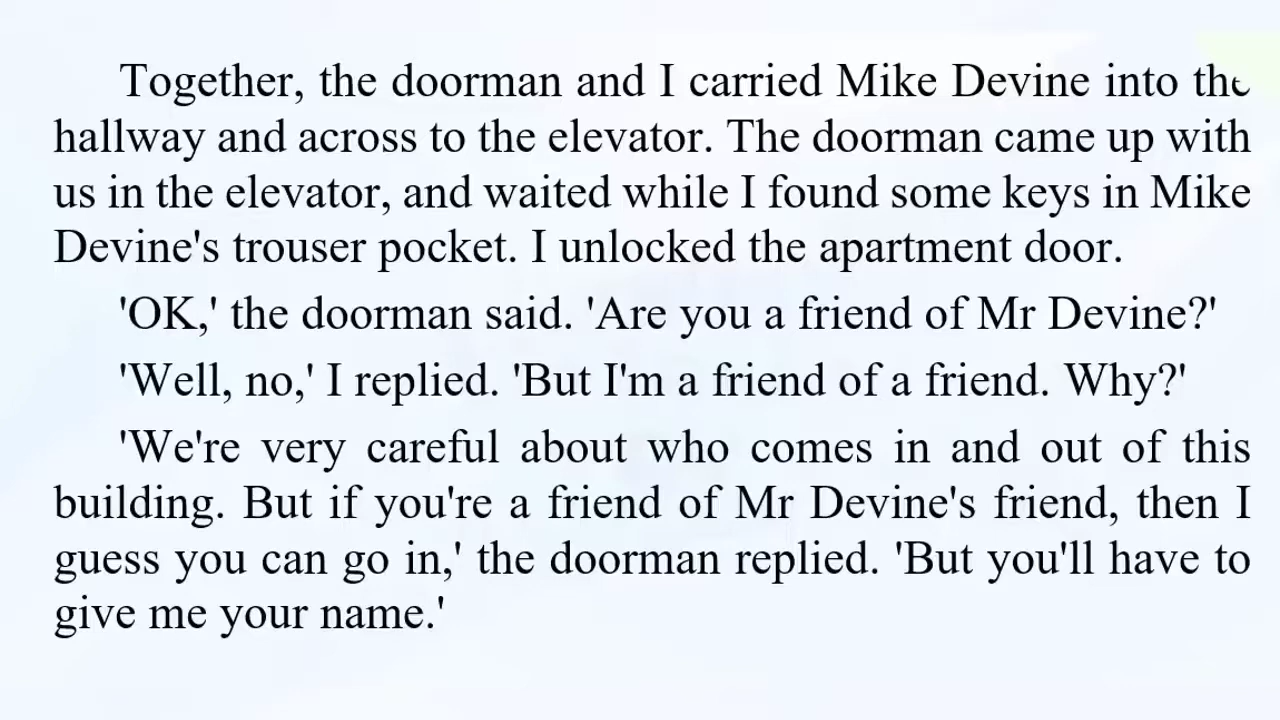 Together, the doorman and I carried Mike Devine into the
hallway and across to the elevator. The doorman came up with
us in the elevator, and waited while I found some keys in Mike
Devine's trouser pocket. I unlocked the apartment door.
'OK,' the doorman said. 'Are you a friend of Mr Devine?'
'Well, no,' I replied. 'But I'm a friend of a friend. Why?'
'We're very careful about who comes in and out of this
building. But if you're a friend of Mr Devine's friend, then I
guess you can go in,' the doorman replied. 'But you'll have to
give me your name.'